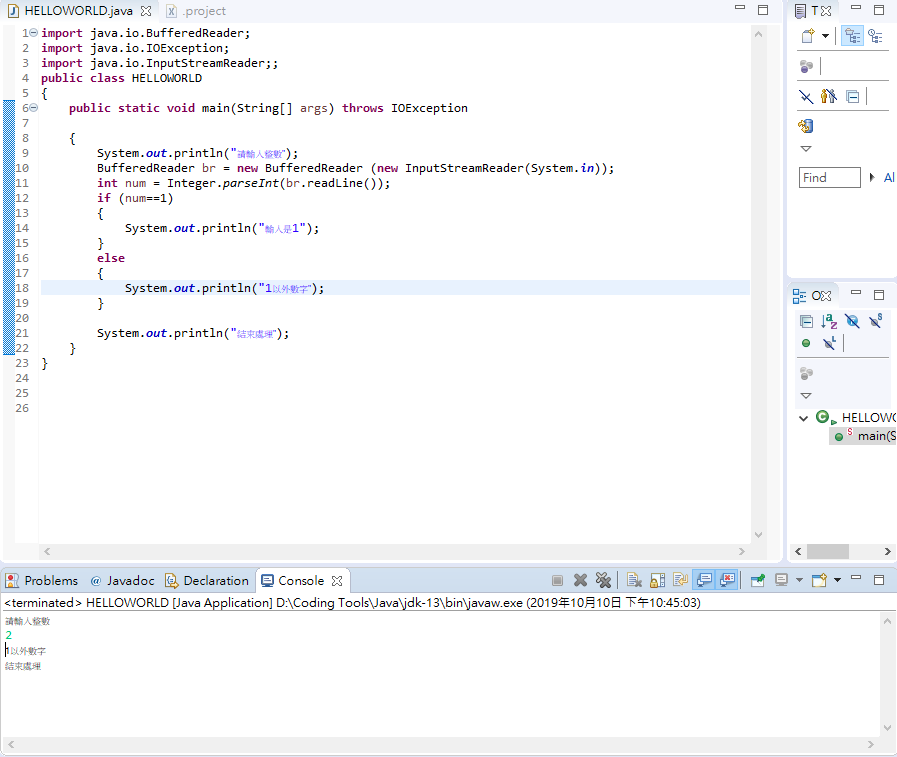 HELLOWORLD.java
.project
1 import java.io.BufferedReader;
2 import java.io.IOException;
3 import java.io.InputStreamReader;;
4 public class HELLOWORLD
5 {
6 public static void main(String[] args) throws IOException
7
8 {
9 System.out.println("請輸入整數");
10 BufferedReader br = new BufferedReader (new InputStreamReader(System.in));
11 int num = Integer.parseInt(br.readLine());
12 if (num==1)
13 {
14 System.out.println("輸入是1");
15 }
16 else
17 {
18 System.out.println("1以外數字");
19 }
20
21 System.out.println("結束處理");
22 }
23 }
24
25
26
T
Find
Al
O
HELLOWO
main(S
Problems @ Javadoc Declaration Console
<terminated> HELLOWORLD [Java Application] D:\Coding Tools\Java\jdk-13\bin\javaw.exe (2019年10月10日 下午10:45:03)
請輸入整數
2
1以外數字
結束處理